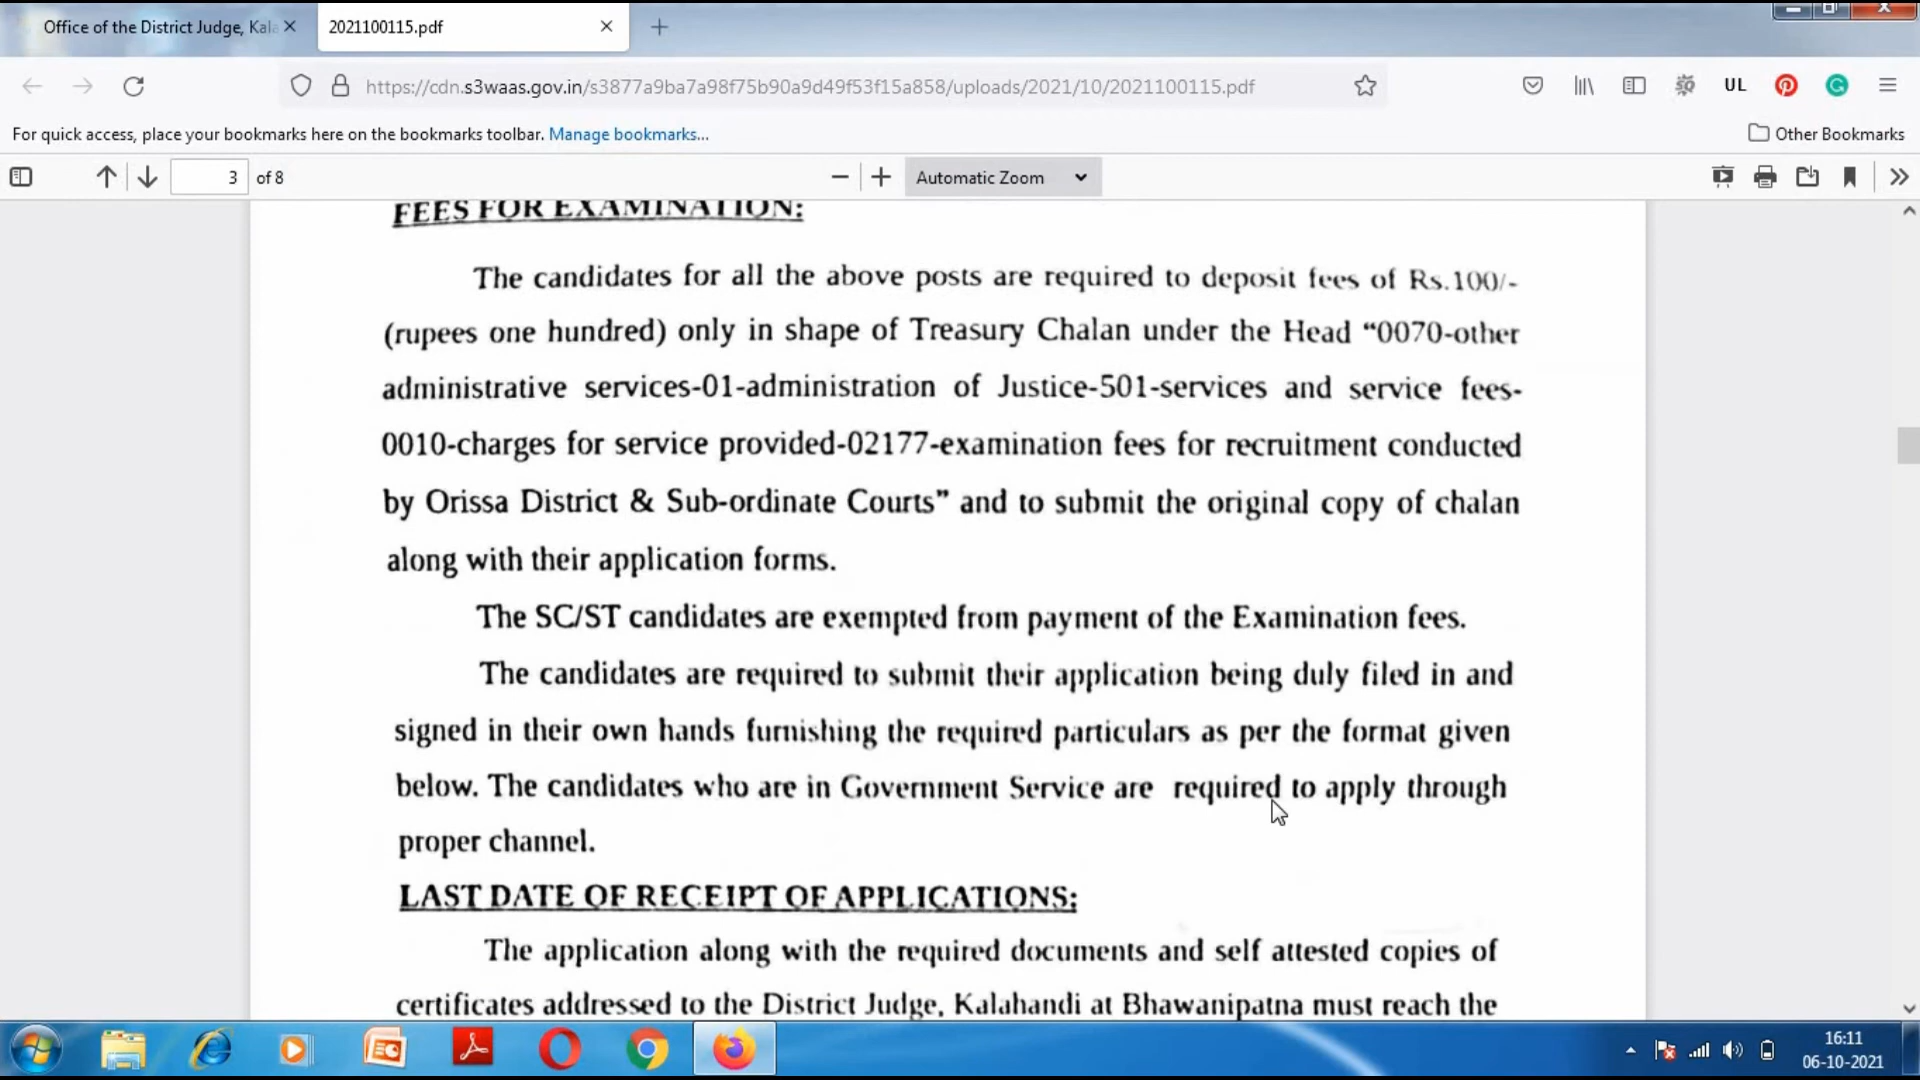 Office of the District Judge, Kala
2021100115.pdf
https://cdn.s3waas.gov.in/s3877a9ba7a98f75b90a9d49f53f15a858/uploads/2021/10/2021100115.pdf
UL
For quick access, place your bookmarks here on the bookmarks toolbar. Manage bookmarks...
Other Bookmarks
3 of 8
Automatic Zoom
FEES FOR EXAMINATION:
The candidates for all the above posts are required to deposit fees of Rs.100/-
(rupees one hundred) only in shape of Treasury Chalan under the Head "0070-other
administrative services-01-administration of Justice-501-services and service fees-
0010-charges for service provided-02177-examination fees for recruitment conducted
by Orissa District & Sub-ordinate Courts" and to submit the original copy of chalan
along with their application forms.
The SC/ST candidates are exempted from payment of the Examination fees.
The candidates are required to submit their application being duly filed in and
signed in their own hands furnishing the required particulars as per the format given
below. The candidates who are in Government Service are required to apply through
proper channel.
LAST DATE OF RECEIPT OF APPLICATIONS:
The application along with the required documents and self attested copies of
certificates addressed to the District Judge, Kalahandi at Bhawanipatna must reach the
16:11
06-10-2021